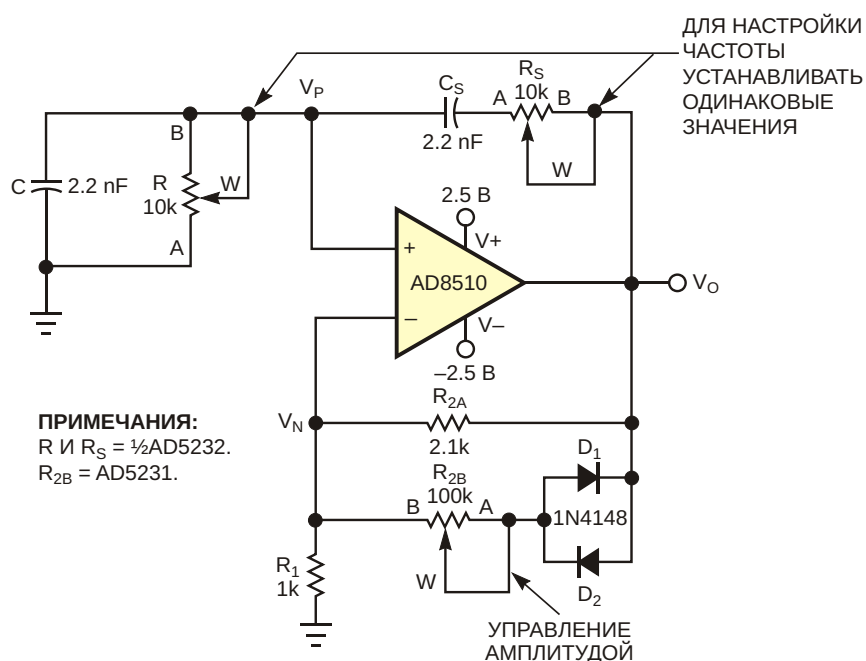 ДЛЯ НАСТРОЙКИ
ЧАСТОТЫ
УСТАНАВЛИВАТЬ
ОДИНАКОВЫЕ
ЗНАЧЕНИЯ
VP
CS
2.2 nF
RS
10k
A
B
W
B
R
10k
W
A
C
2.2 nF
2.5 В
V+
+
AD8510
–
V–
–2.5 В
VO
VN
R2A
2.1k
ПРИМЕЧАНИЯ:
R И RS = ½AD5232.
R2B = AD5231.
R2B
100k
B
A
W
D1
1N4148
D2
R1
1k
УПРАВЛЕНИЕ
АМПЛИТУДОЙ